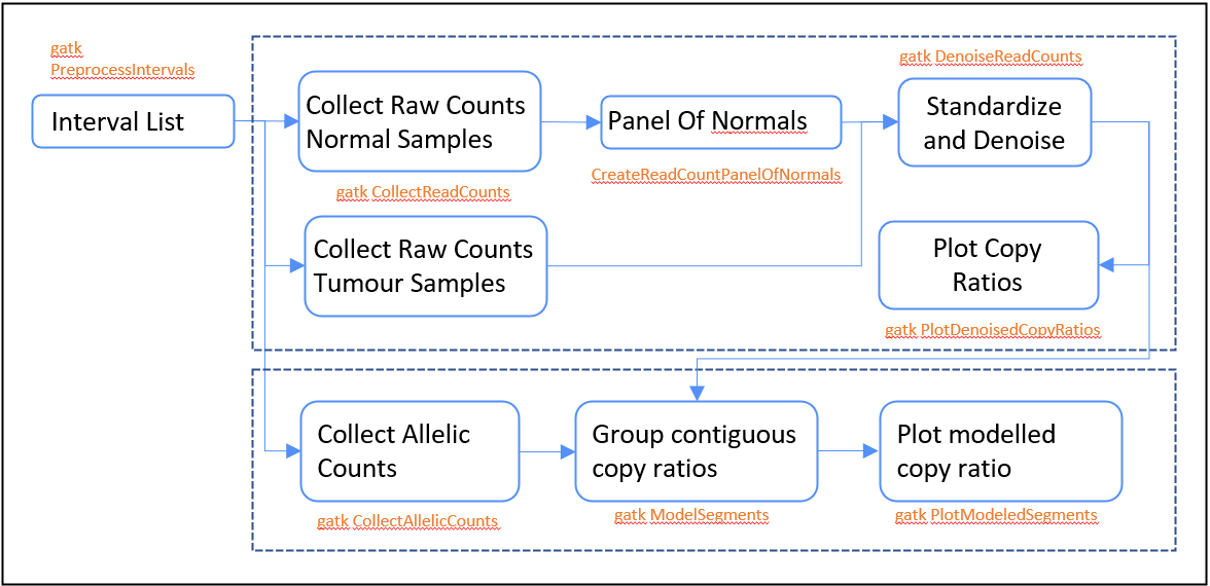 gatk
PreprocessIntervals
Interval List
Collect Raw Counts
Normal Samples
gatk CollectReadCounts
Panel Of Normals
CreateReadCountPanelOfNormals
gatk DenoiseReadCounts
Standardize
and Denoise
Collect Raw Counts
Tumour Samples
Plot Copy
Ratios
gatk PlotDenoisedCopyRatios
Collect Allelic
Counts
gatk CollectAllelicCounts
Group contiguous
copy ratios
gatk ModelSegments
Plot modelled
copy ratio
gatk PlotModeledSegments